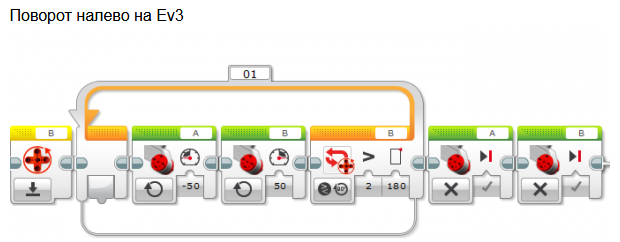 Поворот налево на Ev3
01
B A B B A B
-50 50 2 180